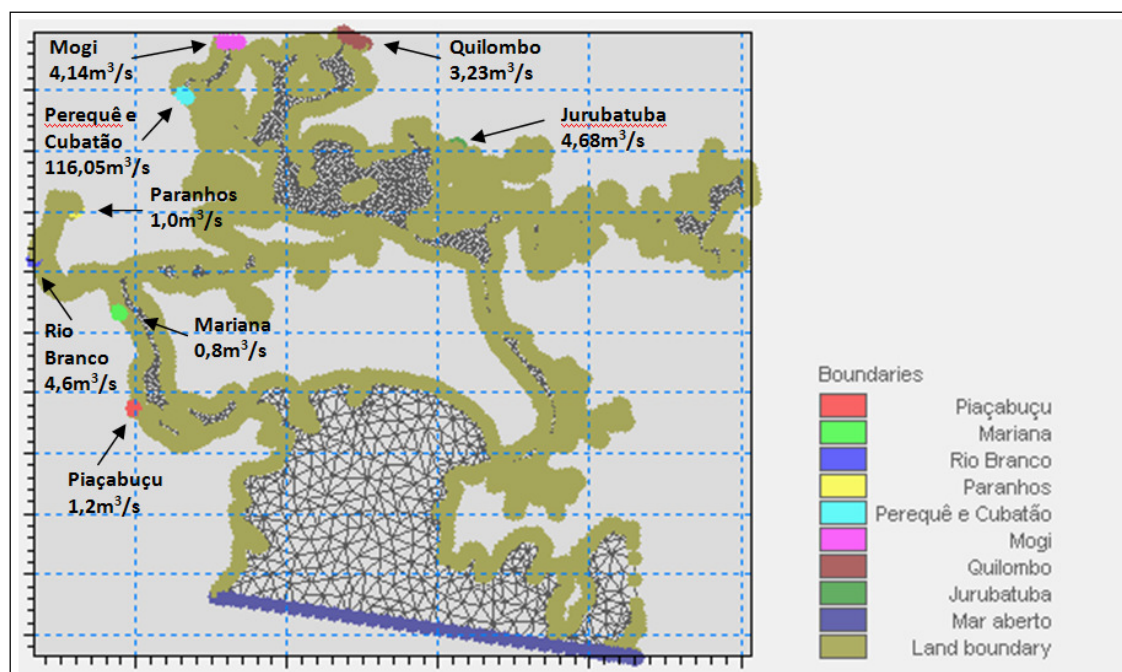 Mogi
4,14m³/s
Quilombo
3,23m³/s
Perequê e
Cubatão
116,05m³/s
Jurubatuba
4,68m³/s
Paranhos
1,0m³/s
Rio
Branco
4,6m³/s
Mariana
0,8m³/s
Piaçabuçu
1,2m³/s
Boundaries
Piaçabuçu
Mariana
Rio Branco
Paranhos
Perequê e Cubatão
Mogi
Quilombo
Jurubatuba
Mar aberto
Land boundary